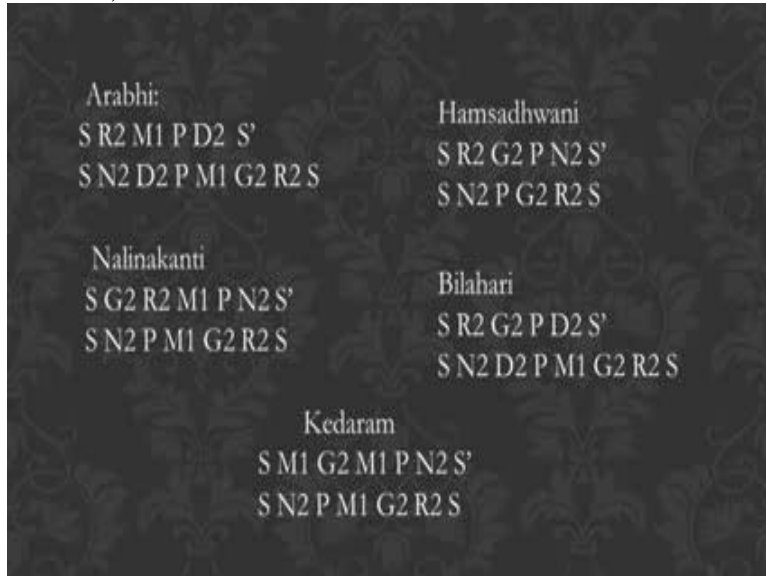 Arabhi:
S R2 M1 P D2 S’
S N2 D2 P M1 G2 R2 S
Hamsadhwani
S R2 G2 P N2 S’
S N2 P G2 R2 S
Nalinakanti
S G2 R2 M1 P N2 S’
S N2 P M1 G2 R2 S
Bilahari
S R2 G2 P D2 S’
S N2 D2 P M1 G2 R2 S
Kedaram
S M1 G2 M1 P N2 S’
S N2 P M1 G2 R2 S